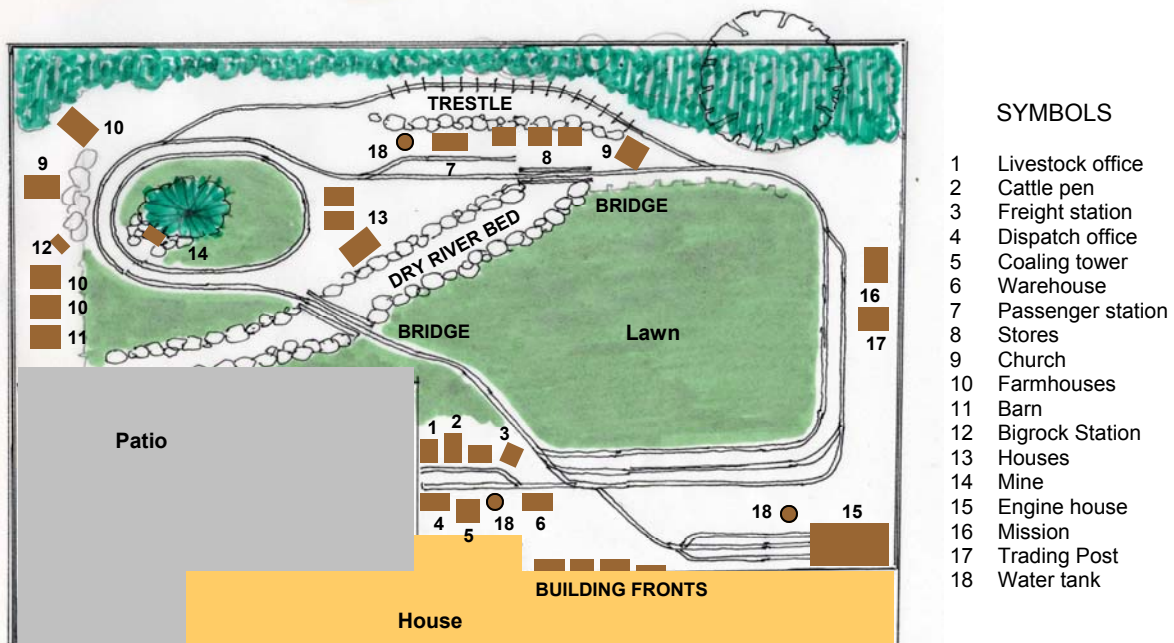 TRESTLE
10
18
7
8
9
9
BRIDGE
13
12
14
DRY RIVER BED
10
16
10
BRIDGE
Lawn
11
17
Patio
1
2
3
4
5
18
6
18
15
BUILDING FRONTS
House
SYMBOLS
1 Livestock office
2 Cattle pen
3 Freight station
4 Dispatch office
5 Coaling tower
6 Warehouse
7 Passenger station
8 Stores
9 Church
10 Farmhouses
11 Barn
12 Bigrock Station
13 Houses
14 Mine
15 Engine house
16 Mission
17 Trading Post
18 Water tank